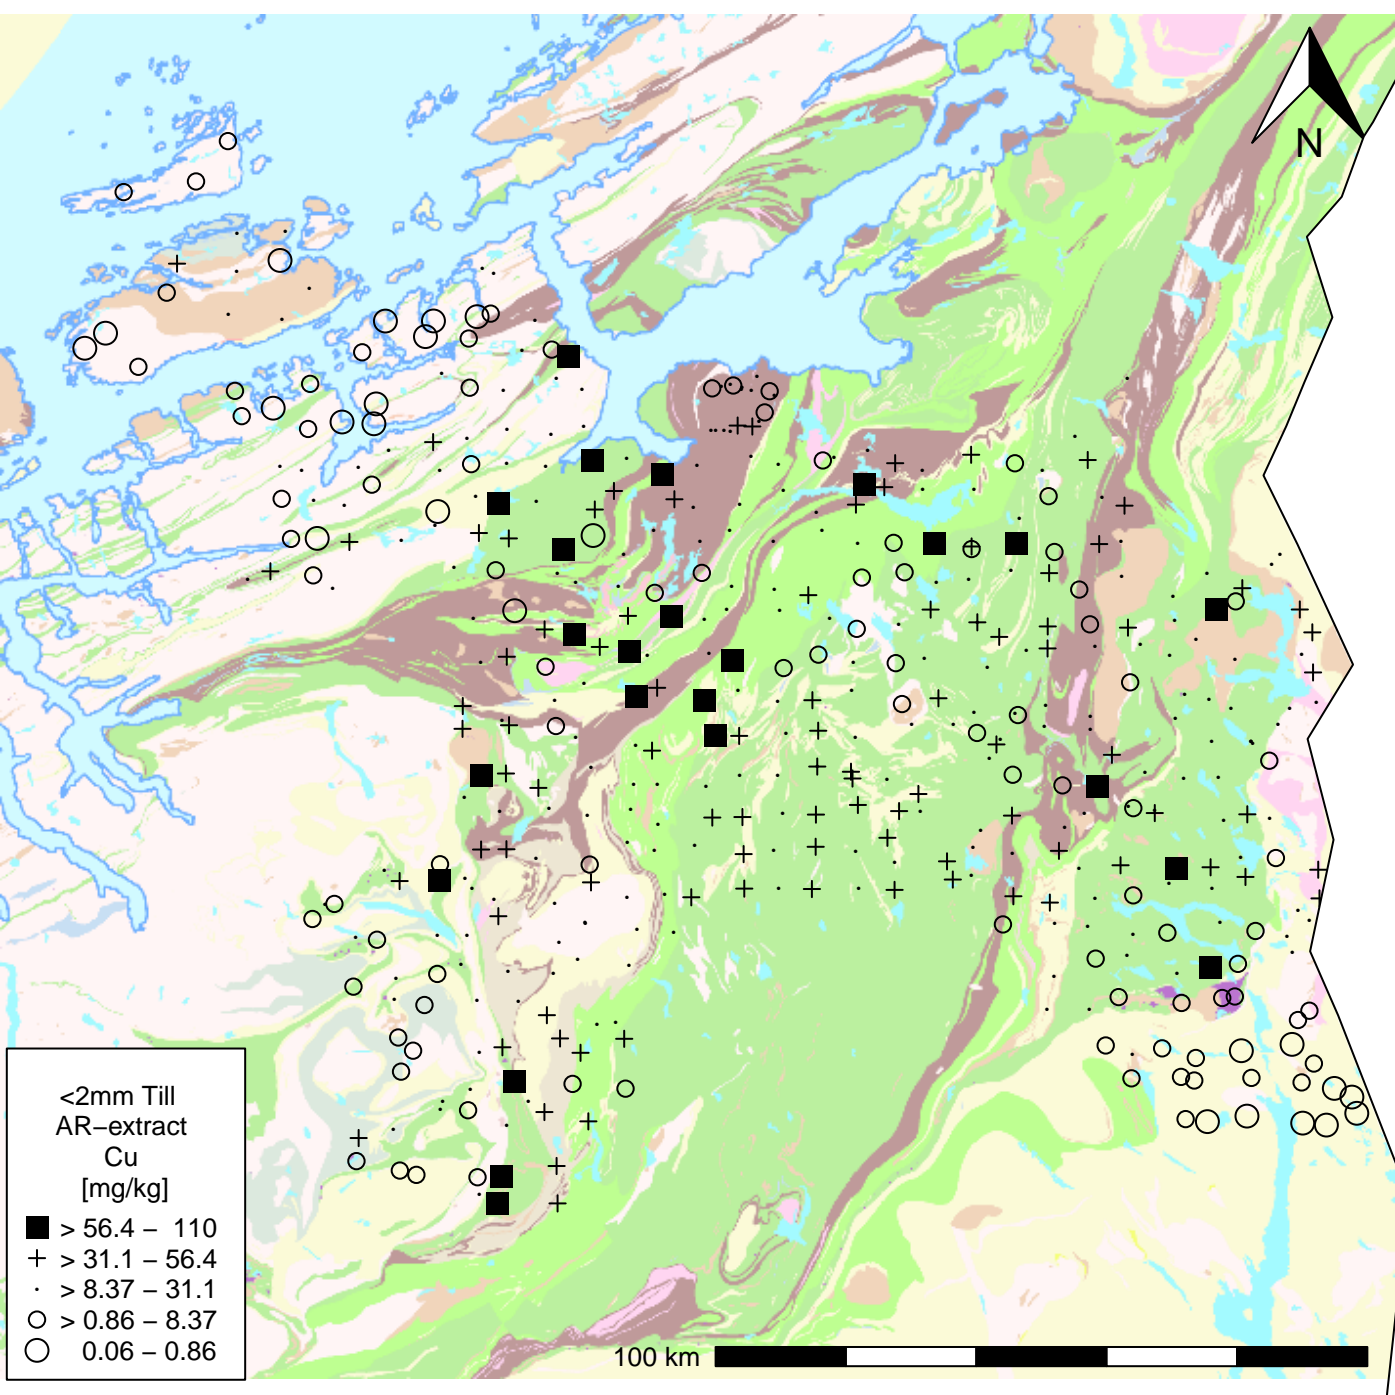 N
<2mm Till
AR−extract
Cu
[mg/kg]
> 56.4 − 110
> 31.1 − 56.4
> 8.37 − 31.1
> 0.86 − 8.37
0.06 − 0.86
100 km